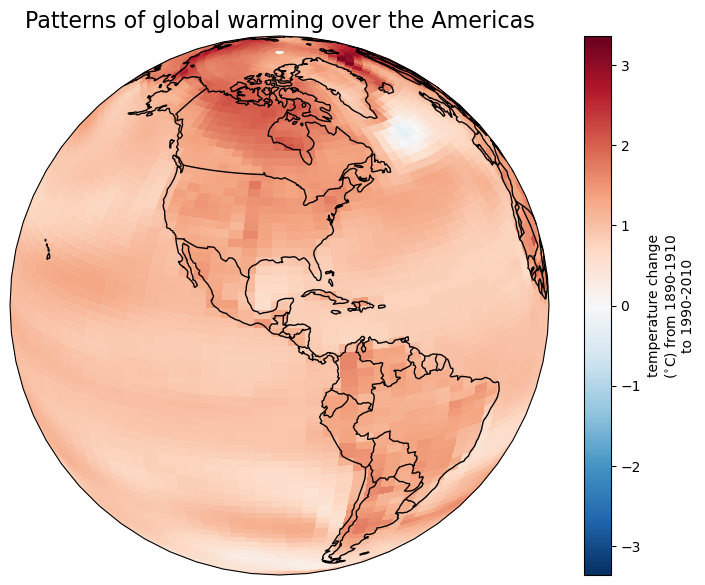 Patterns of global warming over the Americas
3
2
1
0
−1
−2
−3
temperature change
(°C) from 1890-1910
to 1990-2010